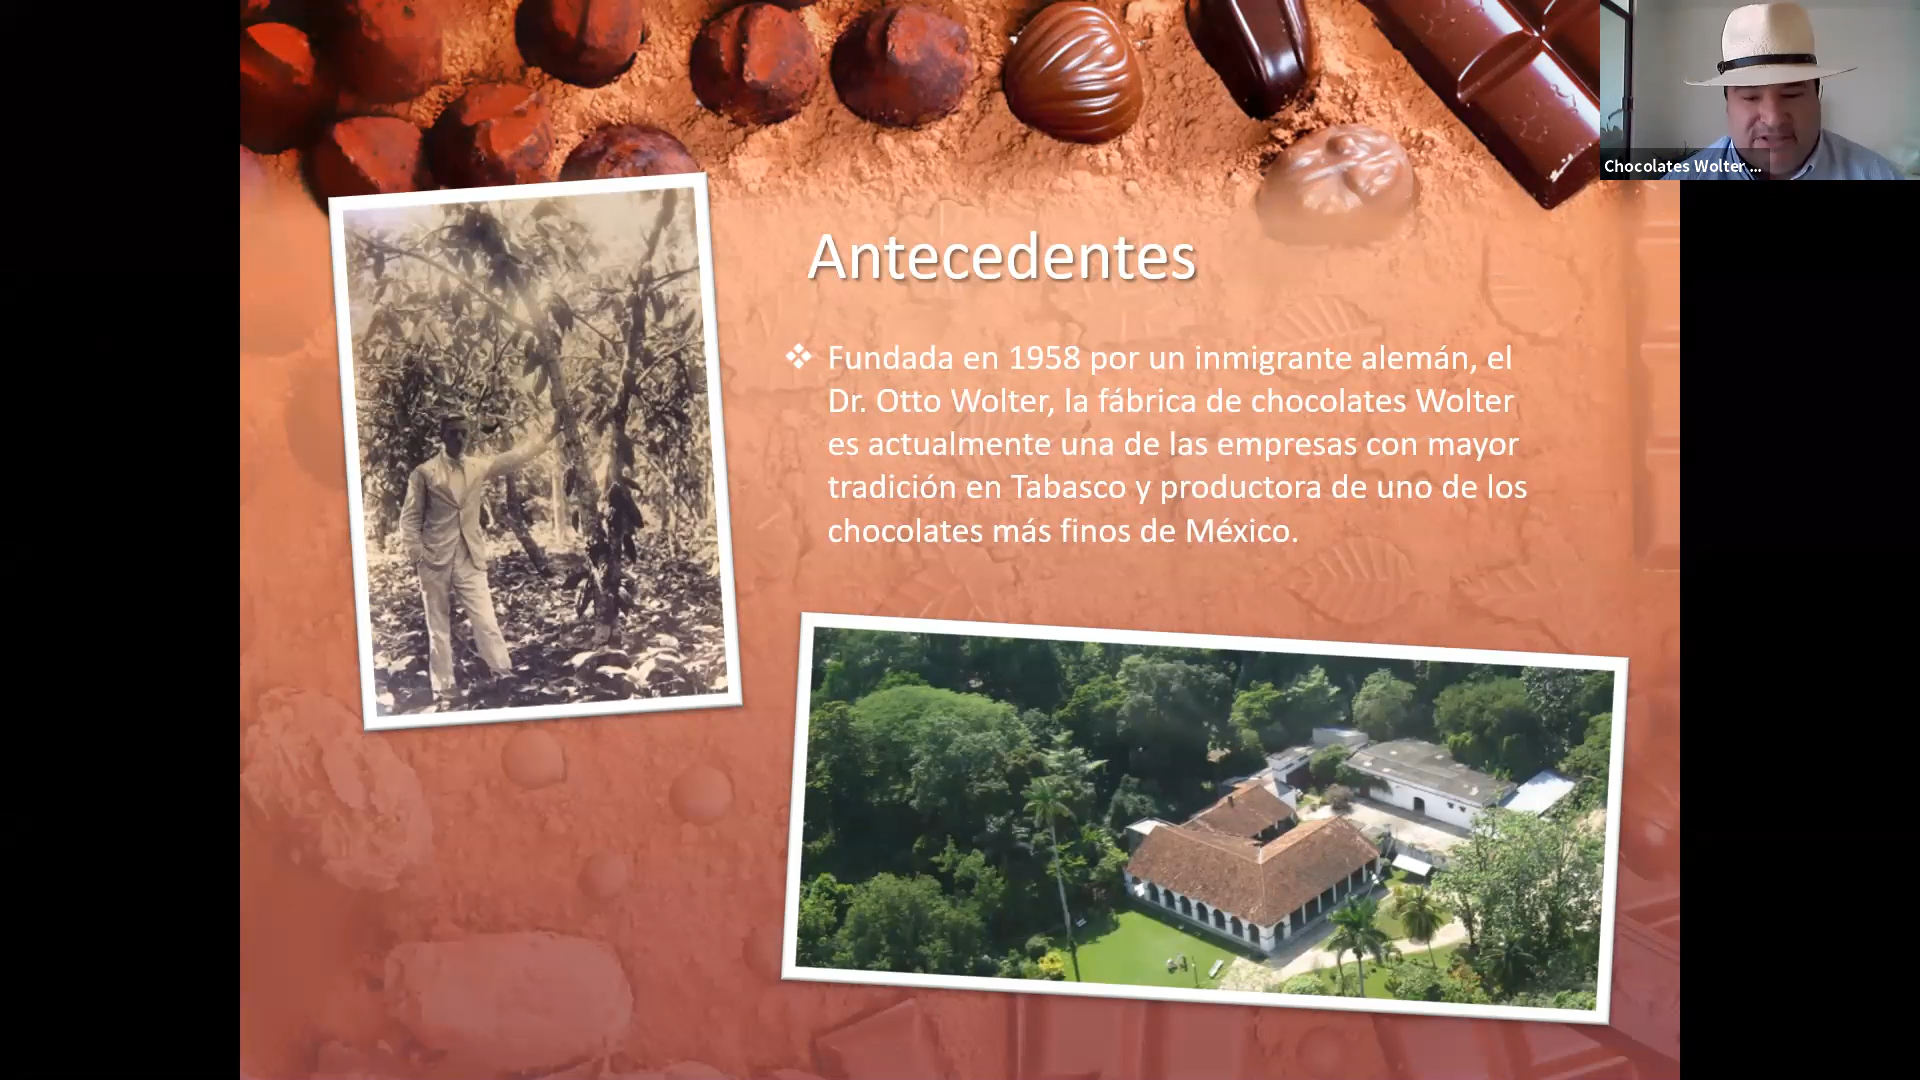 Chocolates Wolter ...
Antecedentes
❖ Fundada en 1958 por un inmigrante alemán, el
Dr. Otto Wolter, la fábrica de chocolates Wolter
es actualmente una de las empresas con mayor
tradición en Tabasco y productora de uno de los
chocolates más finos de México.